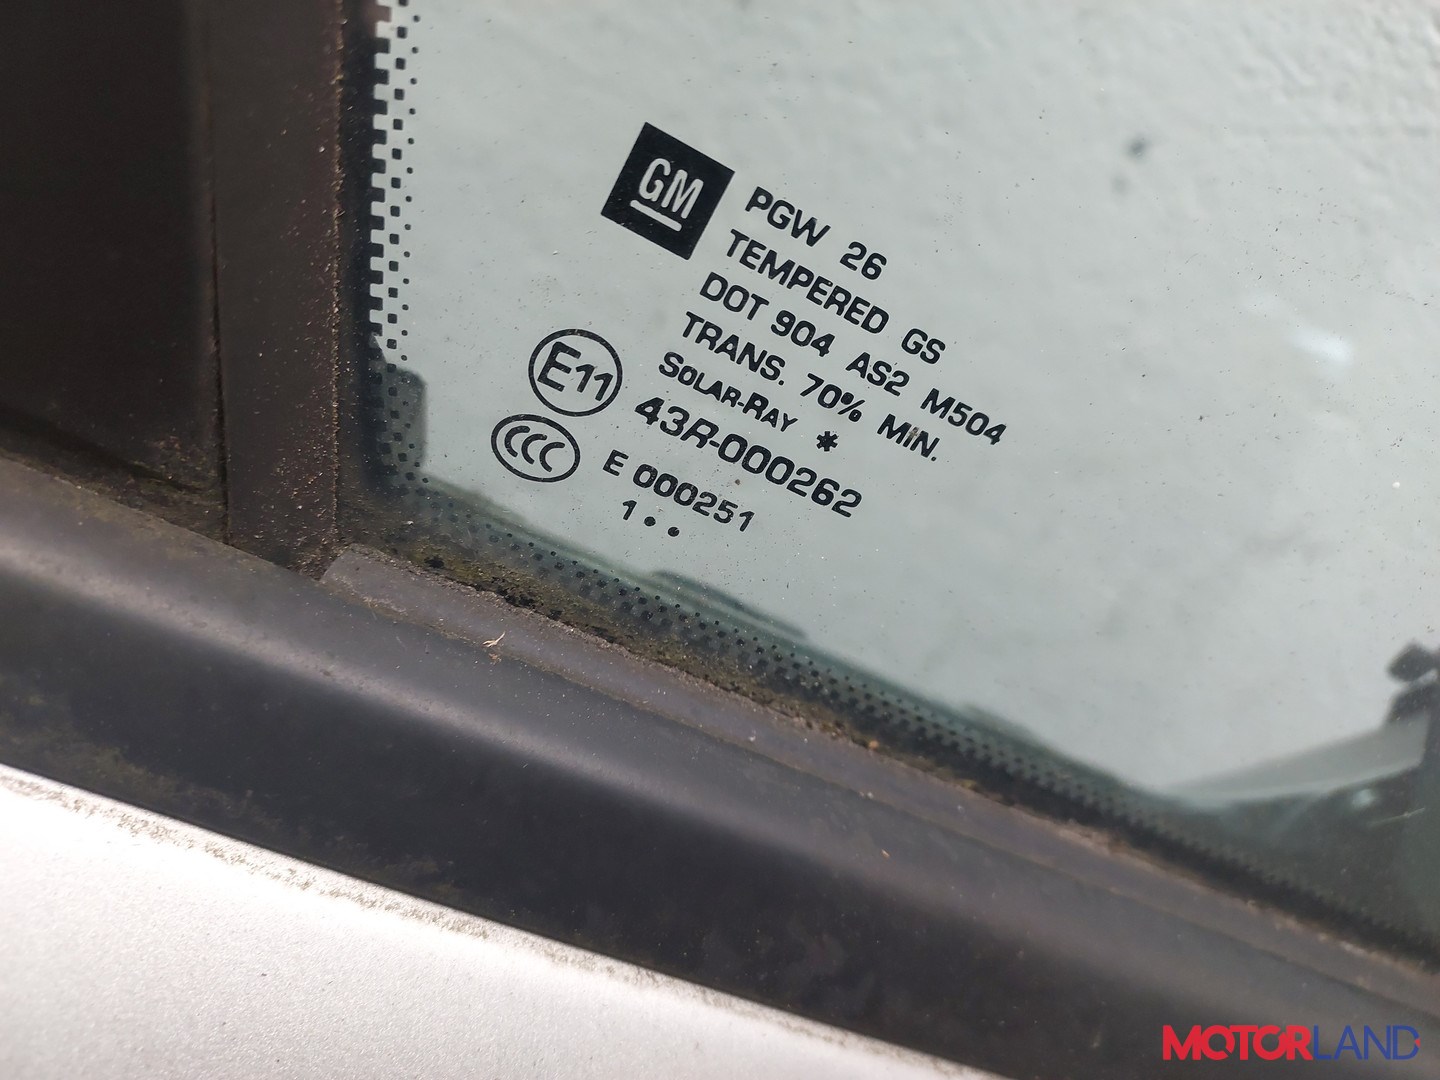 GM
PGW 26
TEMPERED GS
DOT 904 AS2 M504
TRANS. 70% MIN.
SOLAR-RAY *
E11
43R-000262
CCC
E 000251
1 • •
MOTORLAND